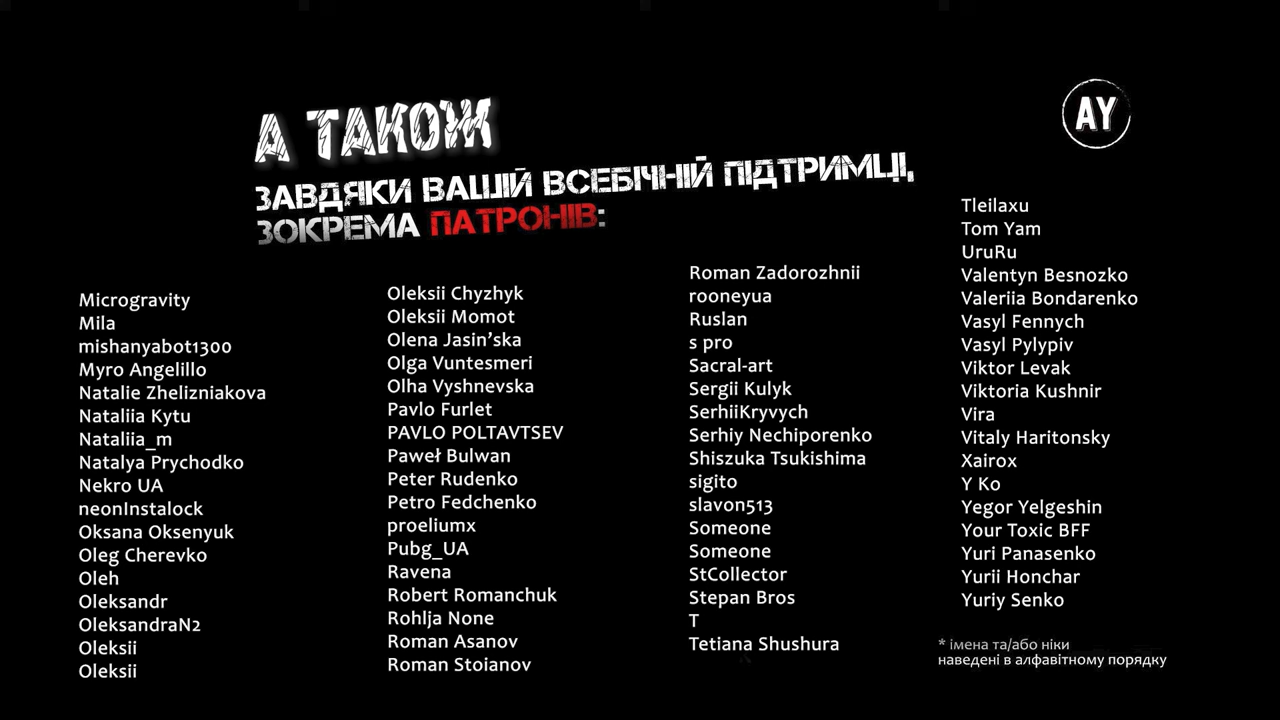 А ТАКОЖ
ЗАВДЯКИ ВАШІЙ ВСЕБІЧНІЙ ПІДТРИМЦІ,
ЗОКРЕМА ПАТРОНІВ:
AY
Microgravity
Mila
mishanyabot1300
Myro Angelillo
Natalie Zhelizniakova
Nataliia Kytu
Nataliia_m
Natalya Prychodko
Nekro UA
neonInstalock
Oksana Oksenyuk
Oleg Cherevko
Oleh
Oleksandr
OleksandraN2
Oleksii
Oleksii
Oleksii Chyzhyk
Oleksii Momot
Olena Jasin’ska
Olga Vuntesmeri
Olha Vyshnevska
Pavlo Furlet
PAVLO POLTAVTSEV
Paweł Bulwan
Peter Rudenko
Petro Fedchenko
proeliumx
Pubg_UA
Ravena
Robert Romanchuk
Rohlja None
Roman Asanov
Roman Stoianov
Roman Zadorozhnii
rooneyua
Ruslan
s pro
Sacral-art
Sergii Kulyk
SerhiiKryvych
Serhiy Nechiporenko
Shiszuka Tsukishima
sigito
slavon513
Someone
Someone
StCollector
Stepan Bros
T
Tetiana Shushura
Tleilaxu
Tom Yam
UruRu
Valentyn Besnozko
Valeriia Bondarenko
Vasyl Fennych
Vasyl Pylypiv
Viktor Levak
Viktoria Kushnir
Vira
Vitaly Haritonsky
Xairox
Y Ko
Yegor Yelgeshin
Your Toxic BFF
Yuri Panasenko
Yurii Honchar
Yuriy Senko
* імена та/або ніки
наведені в алфавітному порядку